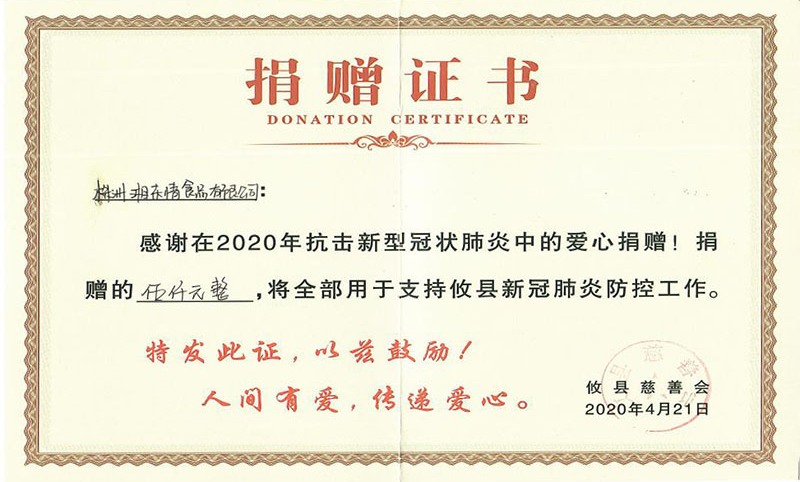 捐赠证书
DONATION CERTIFICATE
株洲湘东情食品有限公司：
感谢在2020年抗击新型冠状肺炎中的爱心捐赠！捐
赠的 伍仟元整 ，将全部用于支持攸县新冠肺炎防控工作。
特发此证，以兹鼓励！
人间有爱，传递爱心。
攸县慈善会
2020年4月21日